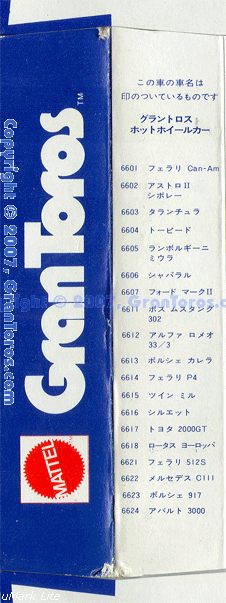 GranToros™
MATTEL
この車の車名は
印のついているものです
グラントロス
ホットホイールカー
6601 フェラリ Can-Am
6602 アストロII
シボレー
6603 タランチュラ
6604 トーピード
6605 ランボルギーニ
ミウラ
6606 シャパラル
6607 フォード マークII
6611 ボス ムスタング
302
6612 アルファ ロメオ
33/3
6613 ポルシェ カレラ
6614 フェラリ P4
6615 ツイン ミル
6616 シルエット
6617 トヨタ 2000GT
6618 ロータス ヨーロッパ
6621 フェラリ 512S
6622 メルセデス CIII
6623 ポルシェ 917
6624 アバルト 3000
Copyright © 2007, GranToros.com
Copyright © 2007, GranToros.com
uMark Lite